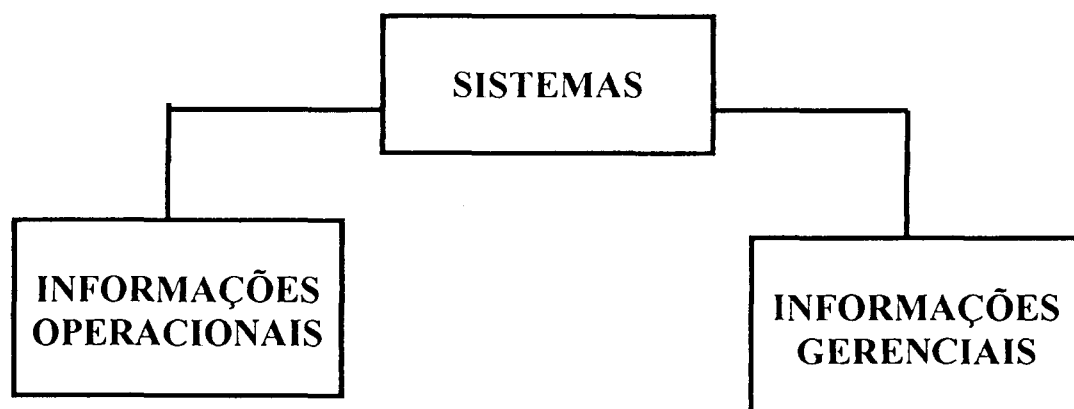 SISTEMAS
INFORMAÇÕES
OPERACIONAIS
INFORMAÇÕES
GERENCIAIS